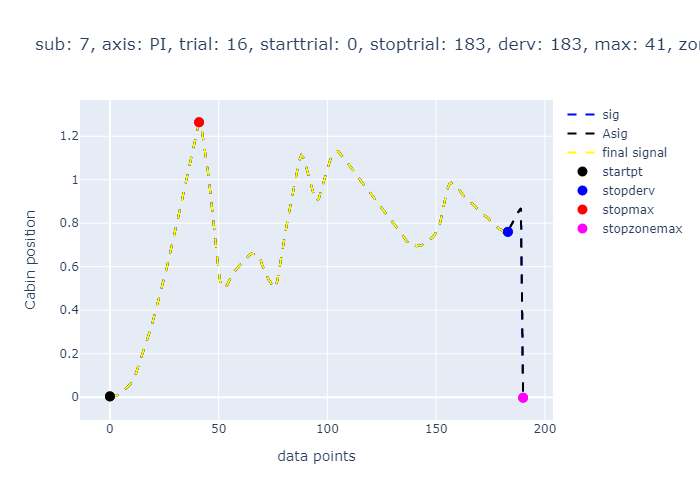 sub: 7, axis: PI, trial: 16, starttrial: 0, stoptrial: 183, derv: 183, max: 41,
sig
Asig
final signal
startpt
stopderv
stopmax
stopzonemax
Cabin position
1.2
1
0.8
0.6
0.4
0.2
0
0
50
100
150
200
data points